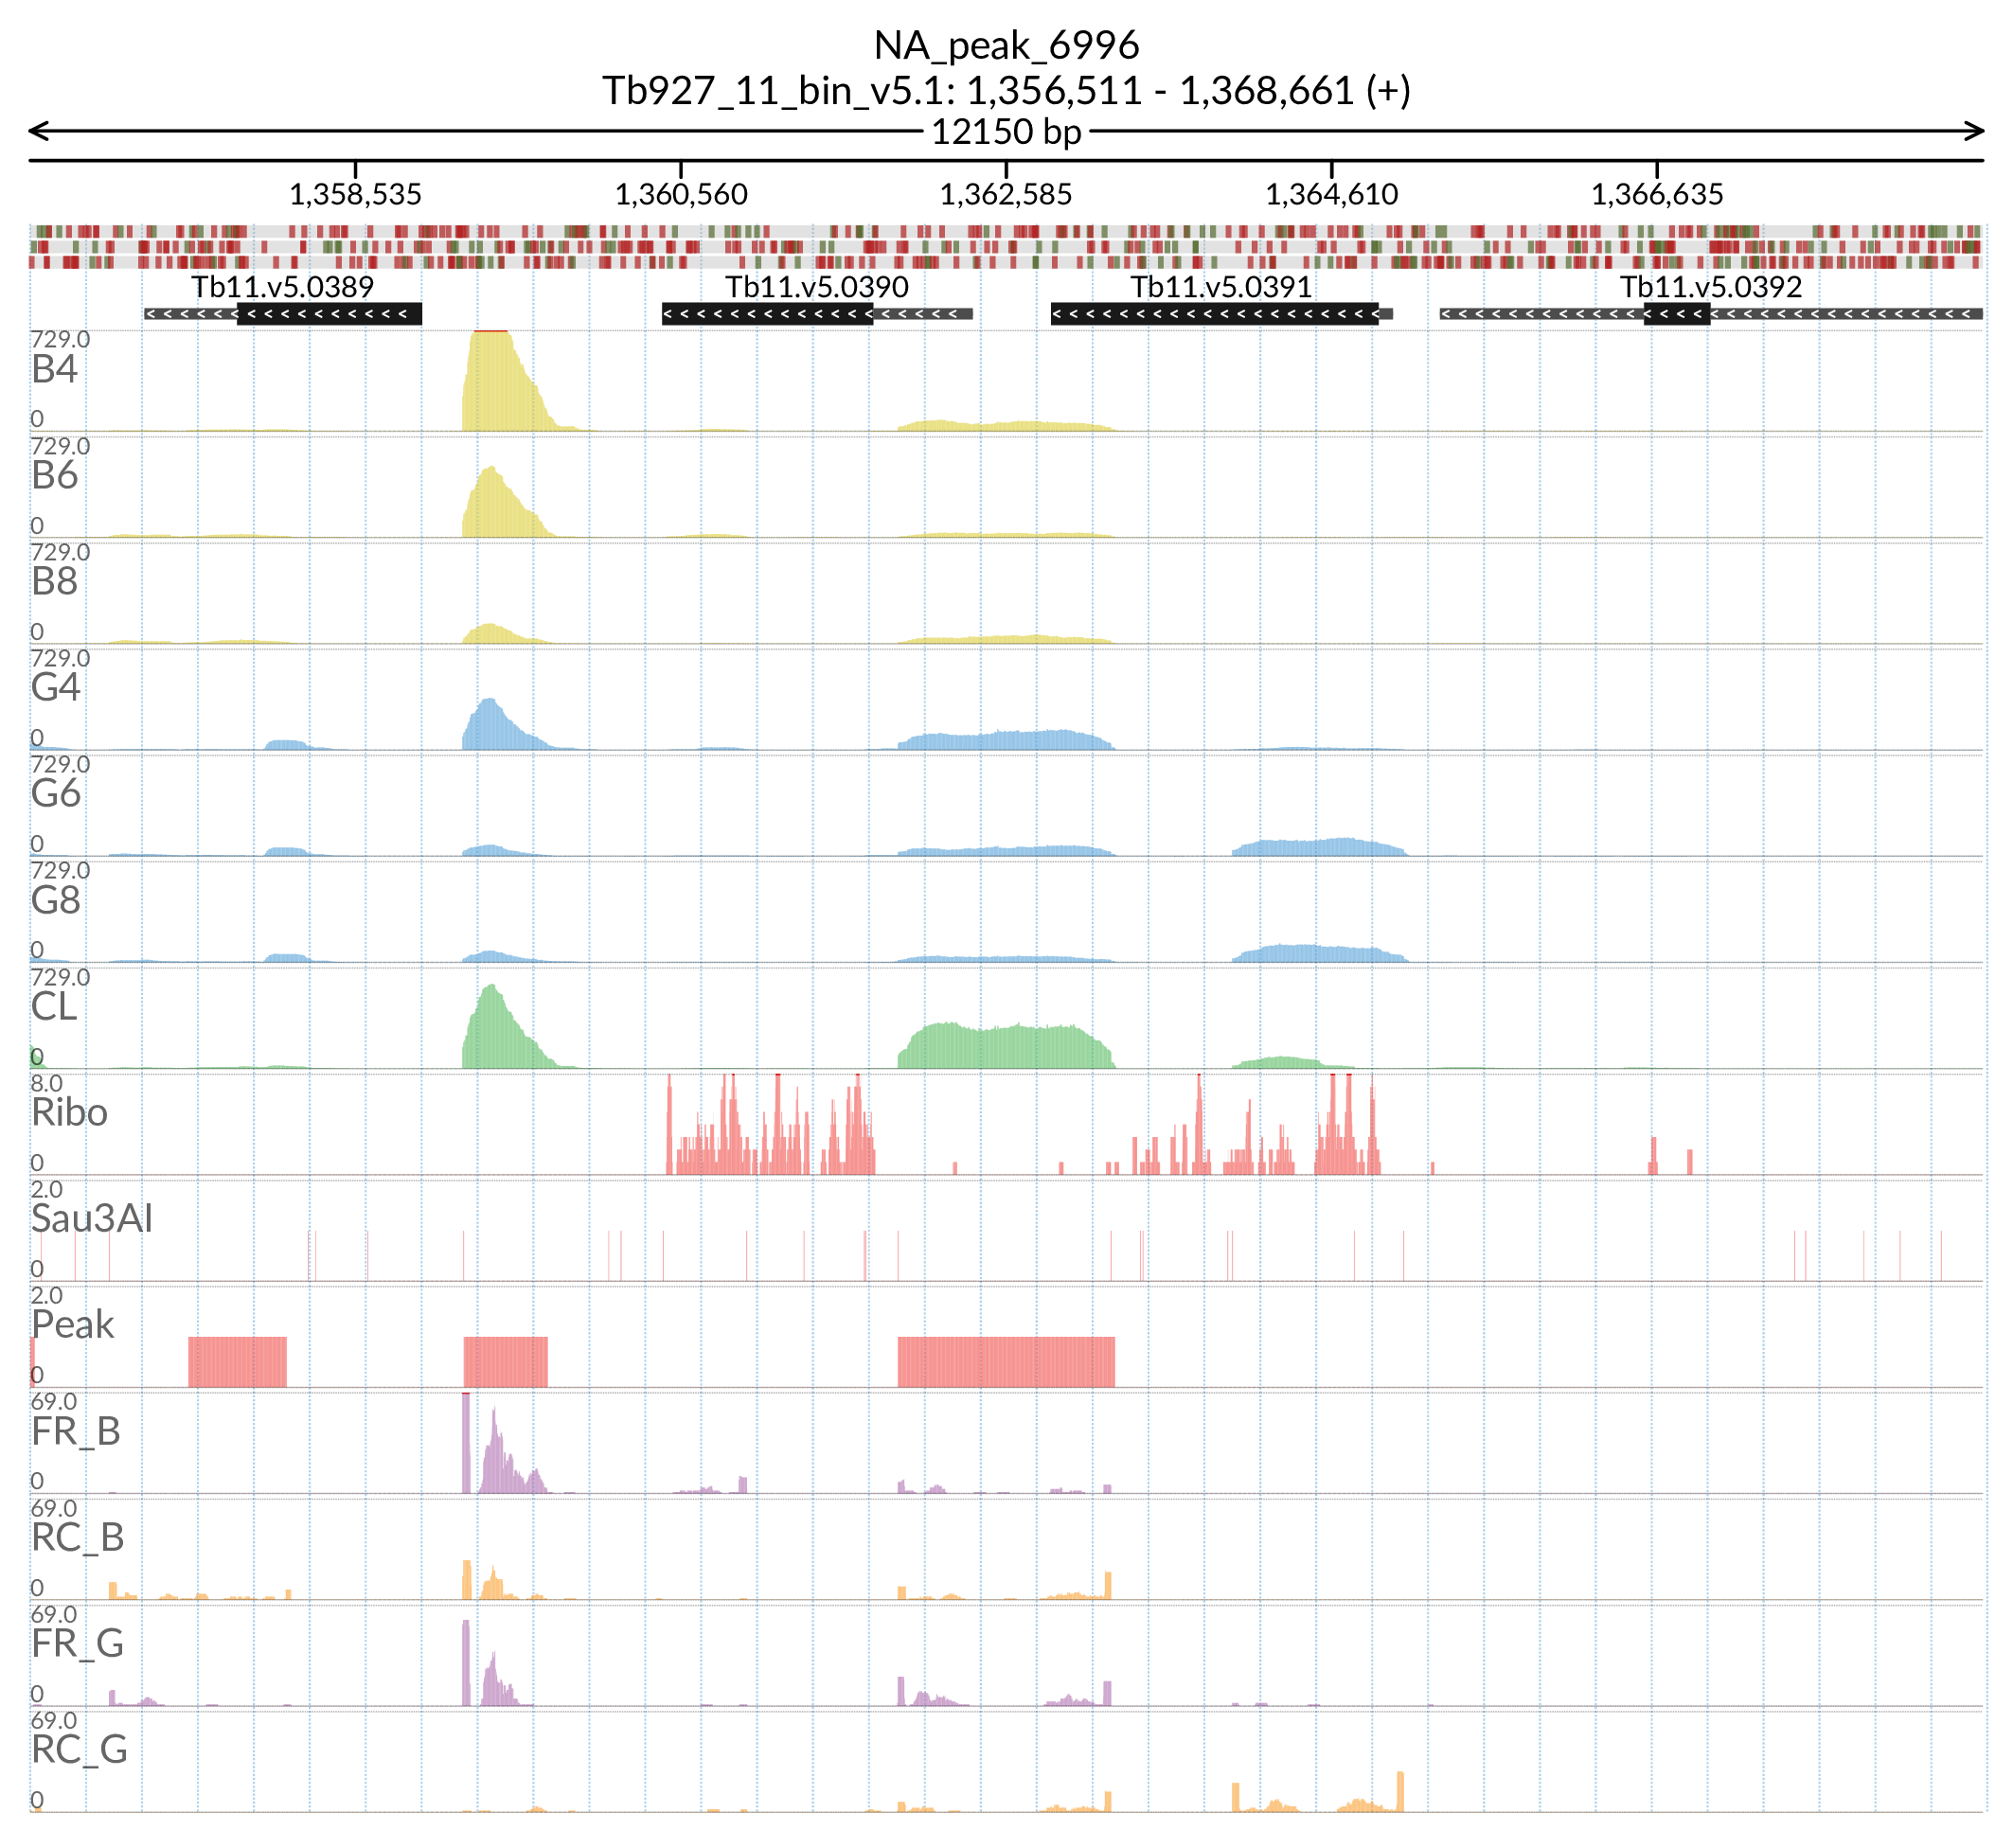 NA_peak_6996
Tb927_11_bin_v5.1: 1,356,511 - 1,368,661 (+)
12150 bp
1,358,535 1,360,560 1,362,585 1,364,610 1,366,635
Tb11.v5.0389 Tb11.v5.0390 Tb11.v5.0391 Tb11.v5.0392
729.0
B4
0
729.0
B6
0
729.0
B8
0
729.0
G4
0
729.0
G6
0
729.0
G8
0
729.0
CL
0
8.0
Ribo
0
2.0
Sau3AI
0
2.0
Peak
0
69.0
FR_B
0
69.0
RC_B
0
69.0
FR_G
0
69.0
RC_G
0